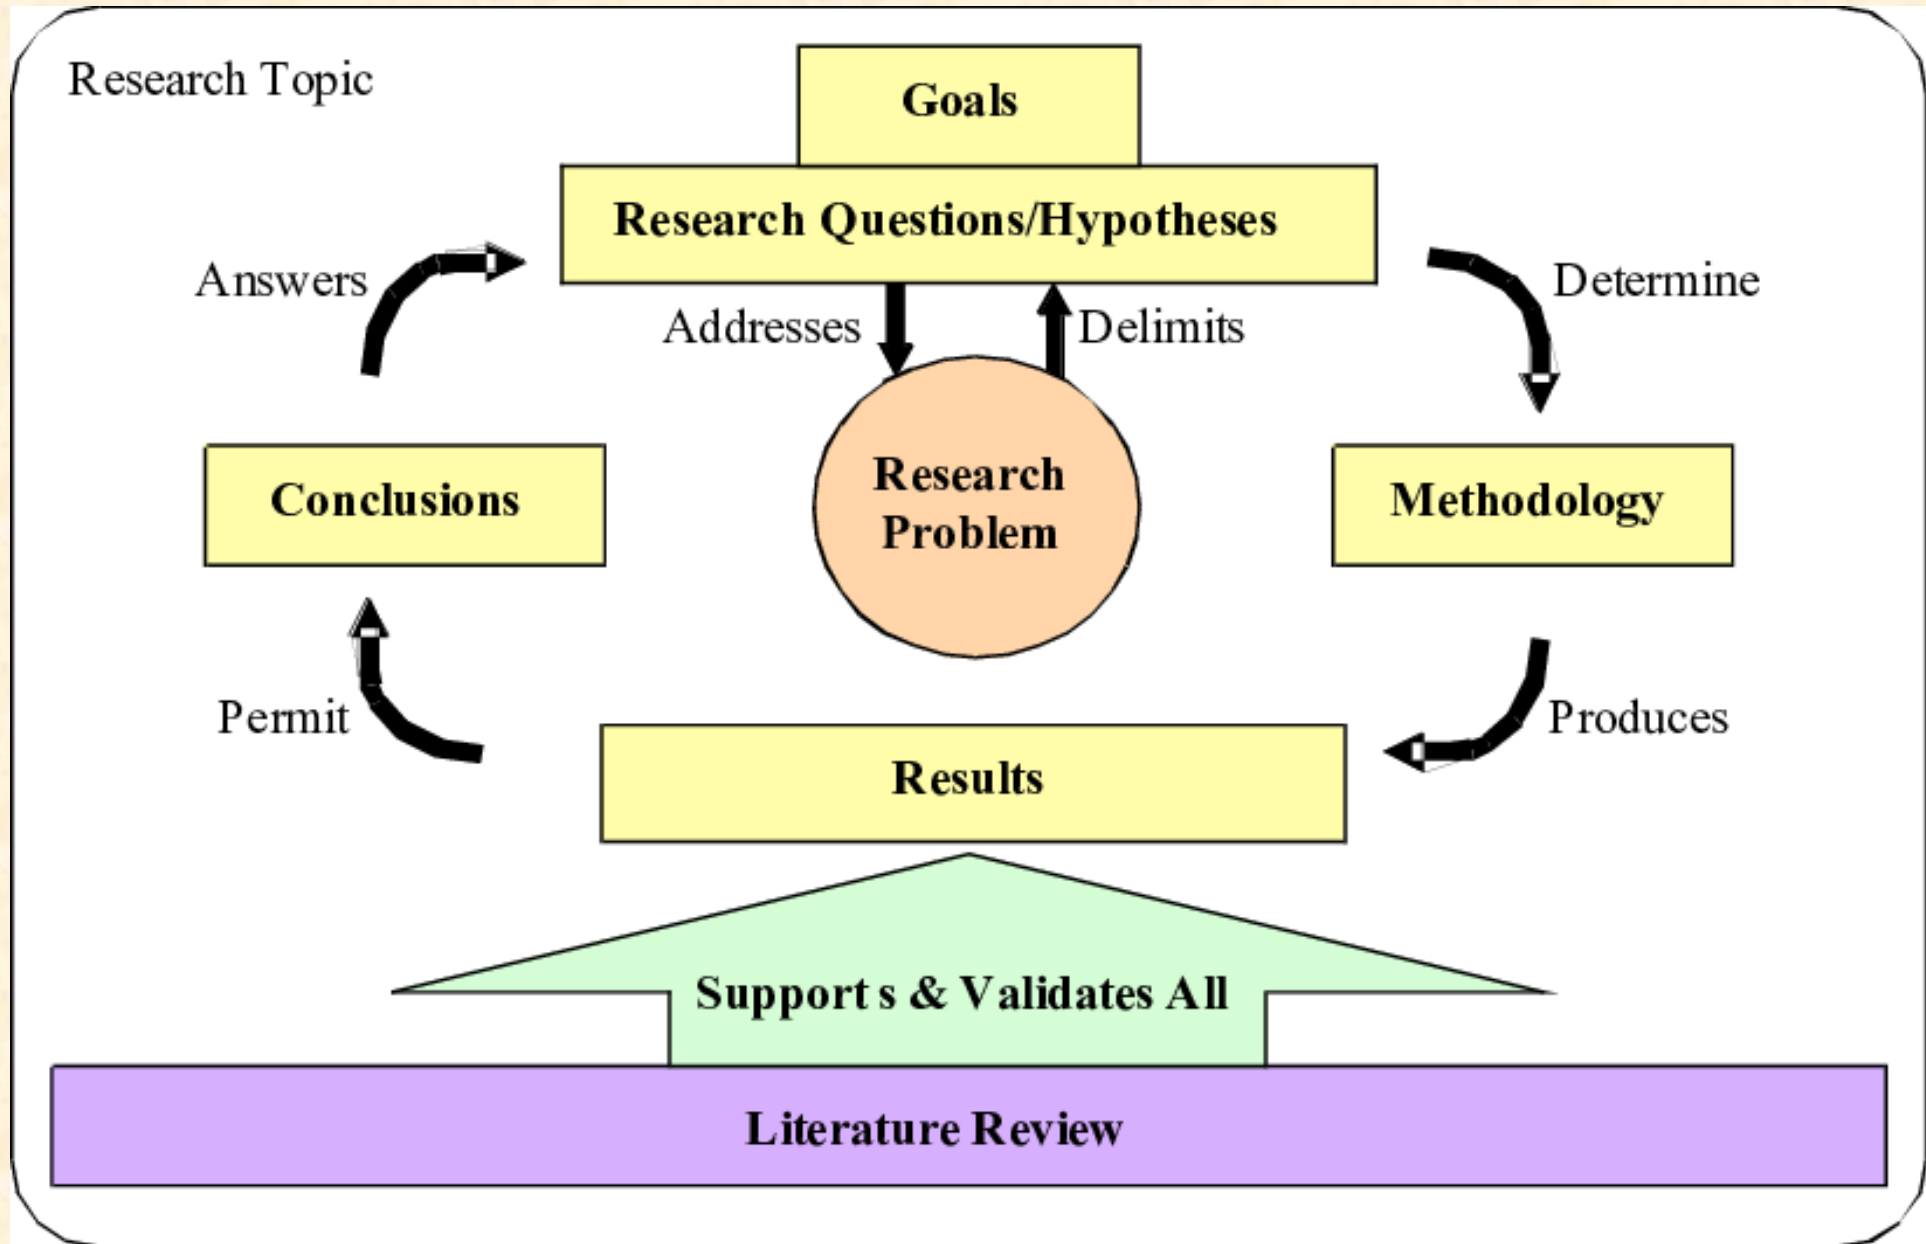 Research Topic
Goals
Research Questions/Hypotheses
Answers
Determine
Addresses
Delimits
Research
Problem
Conclusions
Methodology
Permit
Produces
Results
Support s & Validates All
Literature Review